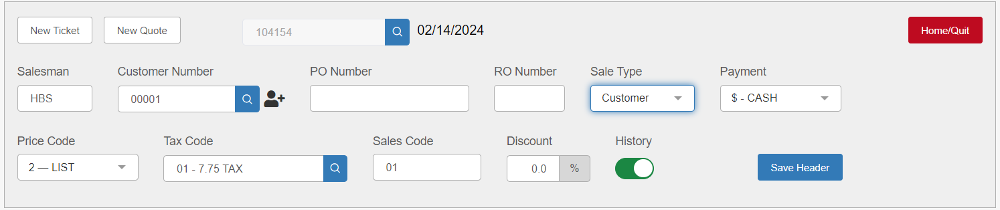 New Ticket New Quote 104154 02/14/2024 Home/Quit
Salesman Customer Number PO Number RO Number Sale Type Payment
HBS 00001 Customer $ - CASH
Price Code Tax Code Sales Code Discount History
2 — LIST 01 - 7.75 TAX 01 0.0 % Save Header